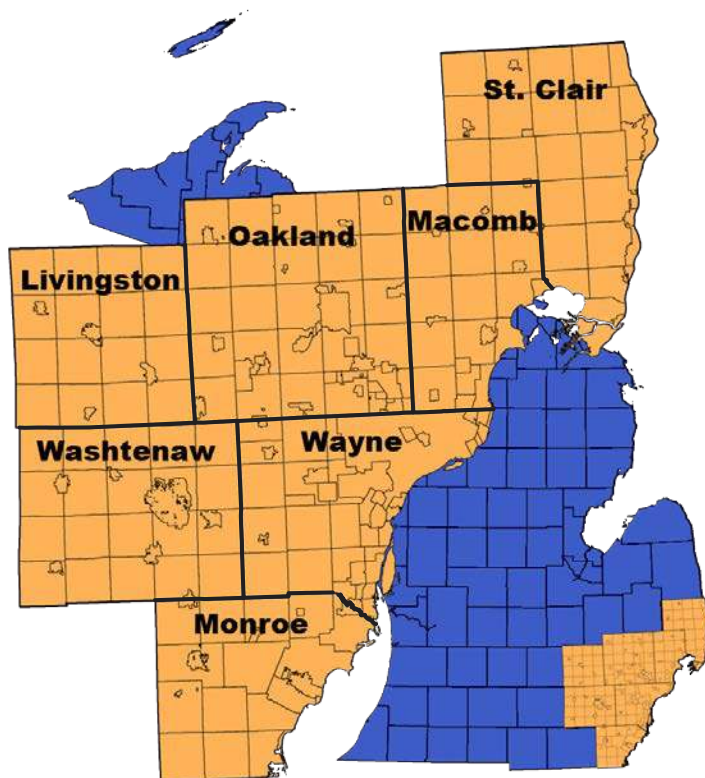 St. Clair
Macomb
Oakland
Livingston
Washtenaw
Wayne
Monroe